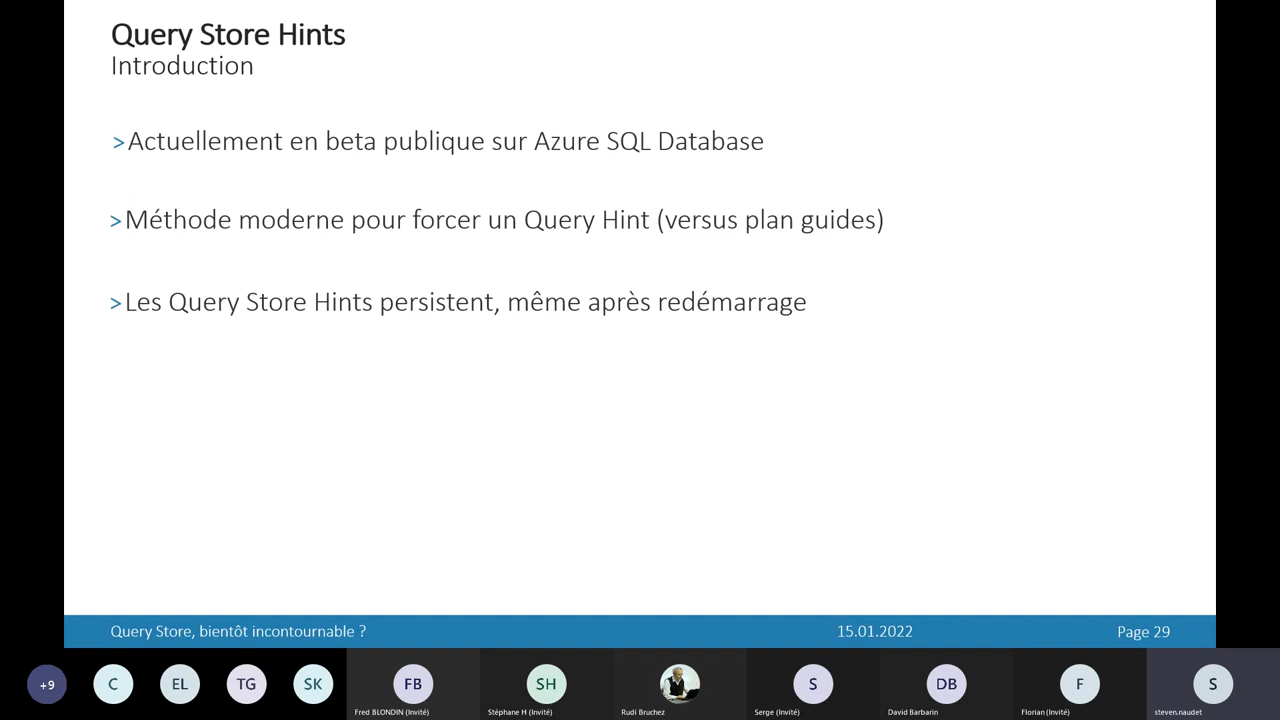 Query Store Hints
Introduction
>Actuellement en beta publique sur Azure SQL Database
>Méthode moderne pour forcer un Query Hint (versus plan guides)
>Les Query Store Hints persistent, même après redémarrage
Query Store, bientôt incontournable ?
15.01.2022
Page 29
+9
C
EL
TG
SK
FB
SH
S
DB
F
S
Fred BLONDIN (Invité)
Stéphane H (Invité)
Rudi Bruchez
Serge (Invité)
David Barbarin
Florian (Invité)
steven.naudet